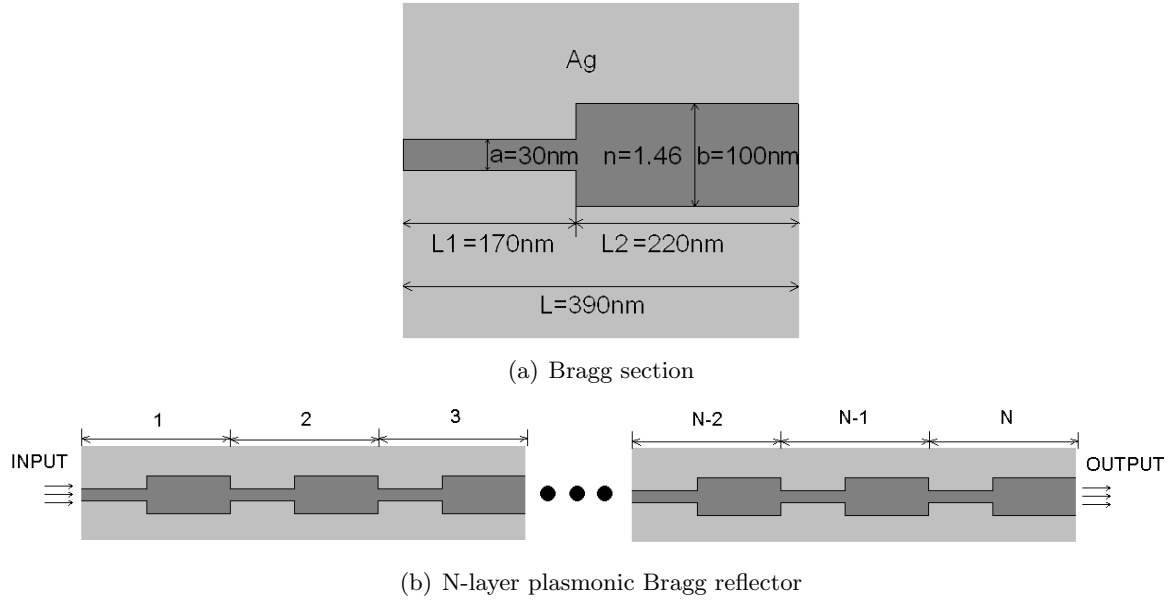 Ag
a=30nm n=1.46 b=100nm
L1=170nm L2=220nm
L=390nm
(a) Bragg section
1 2 3 N-2 N-1 N
INPUT OUTPUT
(b) N-layer plasmonic Bragg reflector